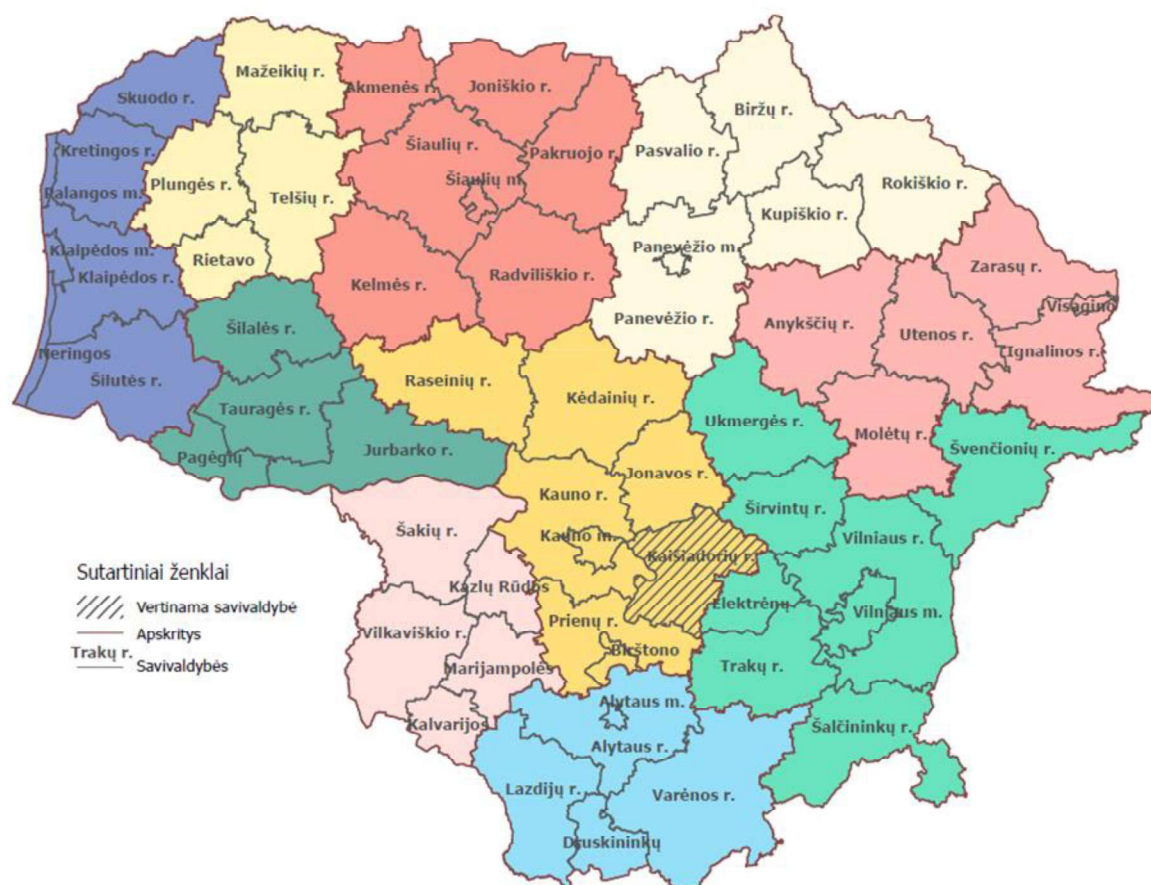 Mažeikių r.
Skuodo r.
Akmenės r.
Joniškio r.
Biržų r.
Kretingos r.
Šiaulių r.
Pakruojo r.
Pasvalio r.
Plungės r.
Palangos m.
Telšių r.
Šiaulių m.
Rokiškio r.
Kupiškio r.
Klaipėdos m.
Rietavo
Panevėžio m.
Klaipėdos r.
Kelmės r.
Radviliškio r.
Zarasų r.
Visagino
Šilalės r.
Panevėžio r.
Anykščių r.
Utenos r.
Neringos
Ignalinos r.
Šilutės r.
Raseinių r.
Kėdainių r.
Tauragės r.
Ukmergės r.
Molėtų r.
Pagėgių
Jurbarko r.
Švenčionių r.
Jonavos r.
Kauno r.
Širvintų r.
Šakių r.
Kauno m.
Kaišiadorių r.
Vilniaus r.
Kazlų Rūdos
Elektrėnų
Vilniaus m.
Prienų r.
Vilkaviškio r.
Birštono
Marijampolės
Trakų r.
Kalvarijos
Alytaus m.
Šalčininkų r.
Alytaus r.
Lazdijų r.
Varėnos r.
Druskininkų
Sutartiniai ženklai
Vertinama savivaldybė
Apskritys
Trakų r.
Savivaldybės